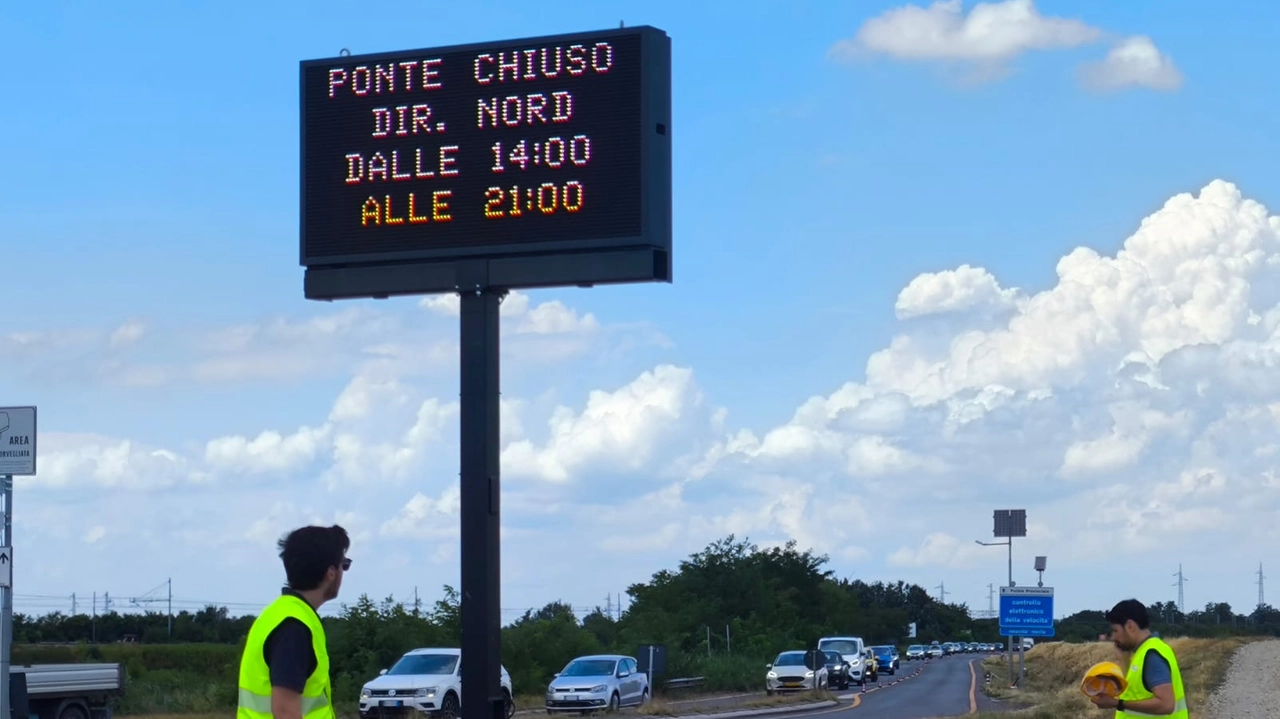 PONTE CHIUSO
DIR. NORD
DALLE 14:00
ALLE 21:00
AREA
controllo
elettronico
della velocità